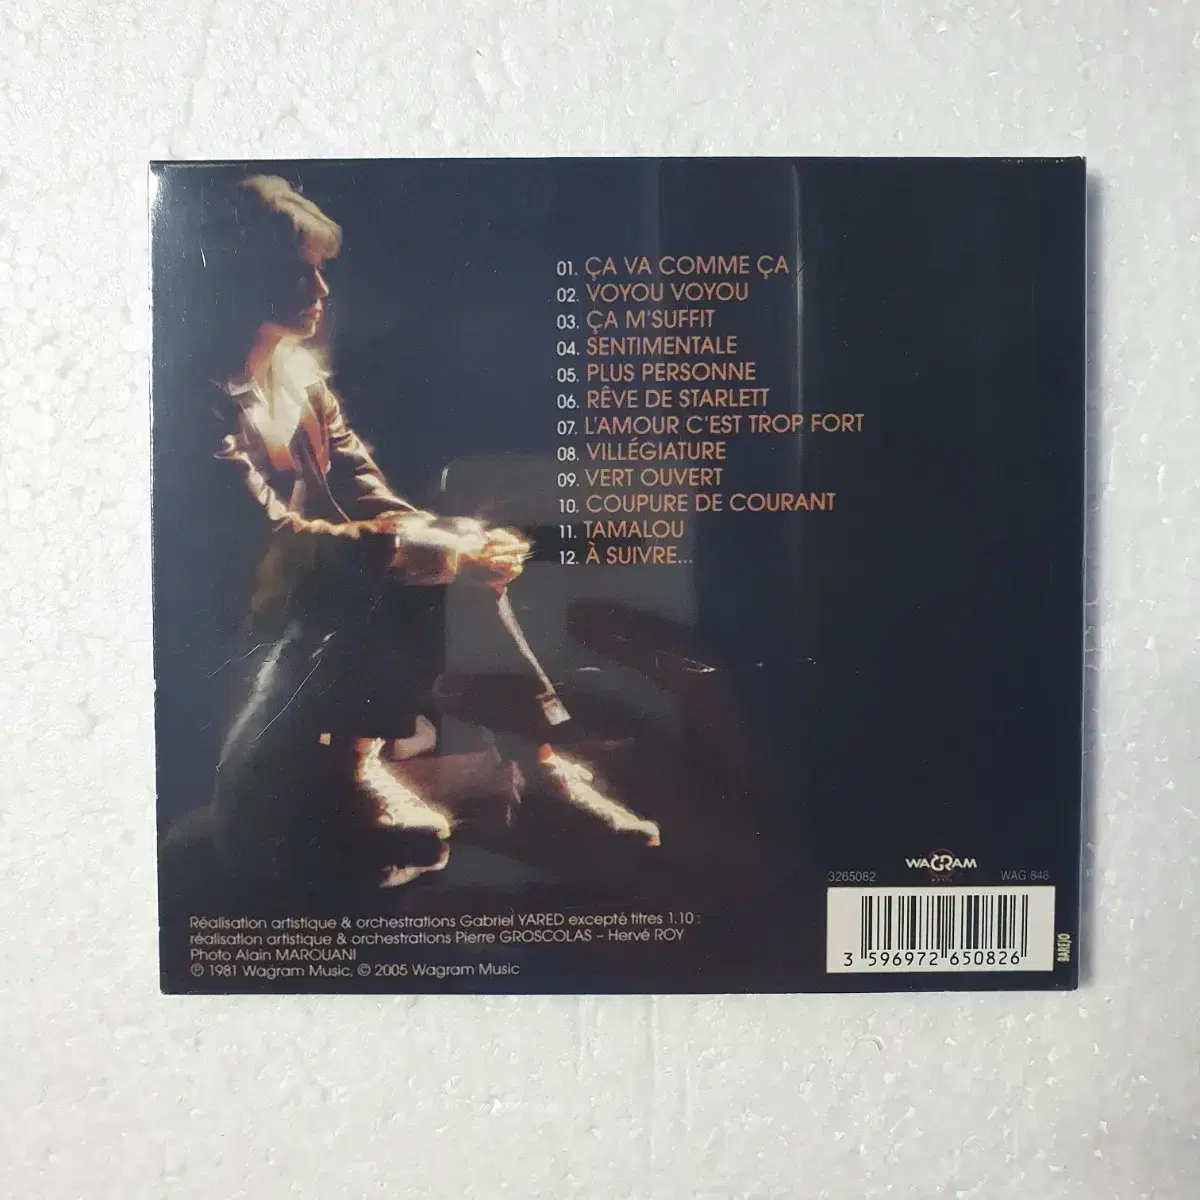 01. ÇA VA COMME ÇA
02. VOYOU VOYOU
03. ÇA M'SUFFIT
04. SENTIMENTALE
05. PLUS PERSONNE
06. RÊVE DE STARLETT
07. L'AMOUR C'EST TROP FORT
08. VILLÉGIATURE
09. VERT OUVERT
10. COUPURE DE COURANT
11. TAMALOU
12. À SUIVRE...
WAGRAM
MUSIC
3265082
WAG 848
Réalisation artistique & orchestrations Gabriel YARED excepté titres 1.10 :
réalisation artistique & orchestrations Pierre GROSCOLAS – Hervé ROY
Photo Alain MAROUANI
℗ 1981 Wagram Music, © 2005 Wagram Music
3 596972 650826
BAREJO